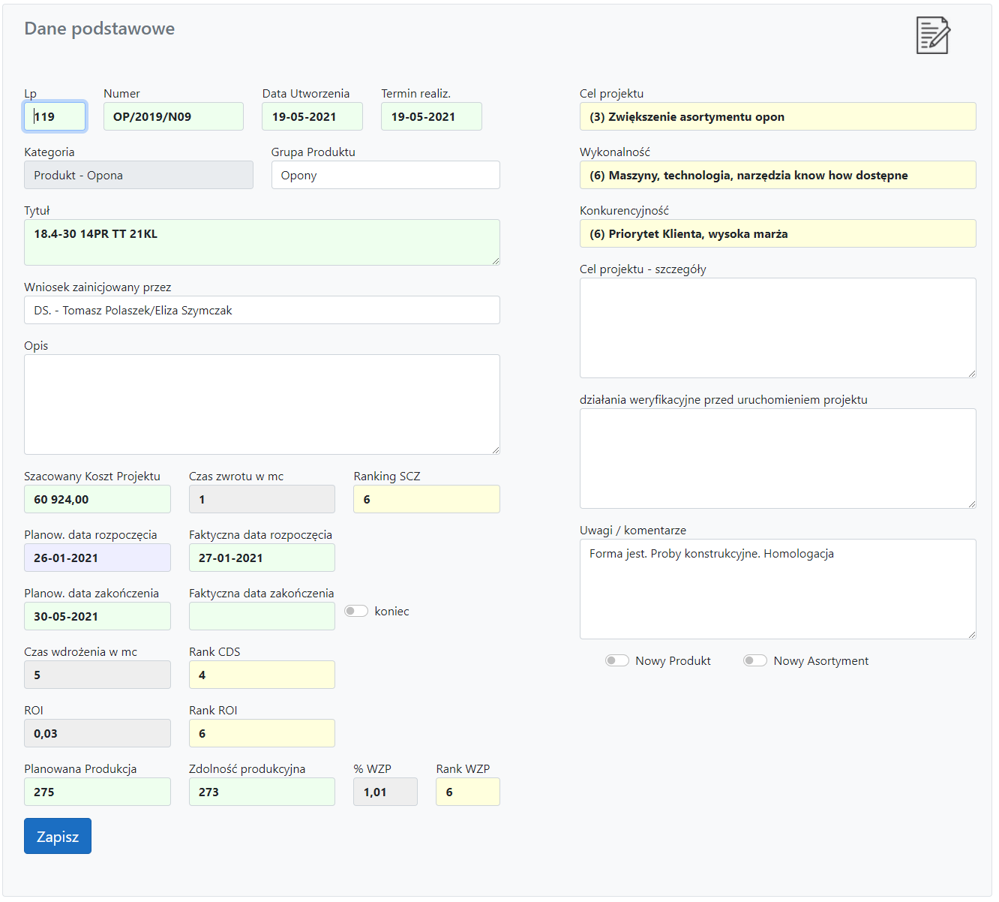 Dane podstawowe
Lp
Numer
Data Utworzenia
Termin realiz.
119
OP/2019/N09
19-05-2021
19-05-2021
Kategoria
Grupa Produktu
Produkt - Opona
Opony
Tytuł
18.4-30 14PR TT 21KL
Wniosek zainicjowany przez
DS. - Tomasz Polaszek/Eliza Szymczak
Opis
Szacowany Koszt Projektu
Czas zwrotu w mc
Ranking SCZ
60 924,00
1
6
Planow. data rozpoczęcia
Faktyczna data rozpoczęcia
26-01-2021
27-01-2021
Planow. data zakończenia
Faktyczna data zakończenia
30-05-2021
koniec
Czas wdrożenia w mc
Rank CDS
5
4
ROI
Rank ROI
0,03
6
Planowana Produkcja
Zdolność produkcyjna
% WZP
Rank WZP
275
273
1,01
6
Zapisz
Cel projektu
(3) Zwiększenie asortymentu opon
Wykonalność
(6) Maszyny, technologia, narzędzia know how dostępne
Konkurencyjność
(6) Priorytet Klienta, wysoka marża
Cel projektu - szczegóły
działania weryfikacyjne przed uruchomieniem projektu
Uwagi / komentarze
Forma jest. Proby konstrukcyjne. Homologacja
Nowy Produkt
Nowy Asortyment